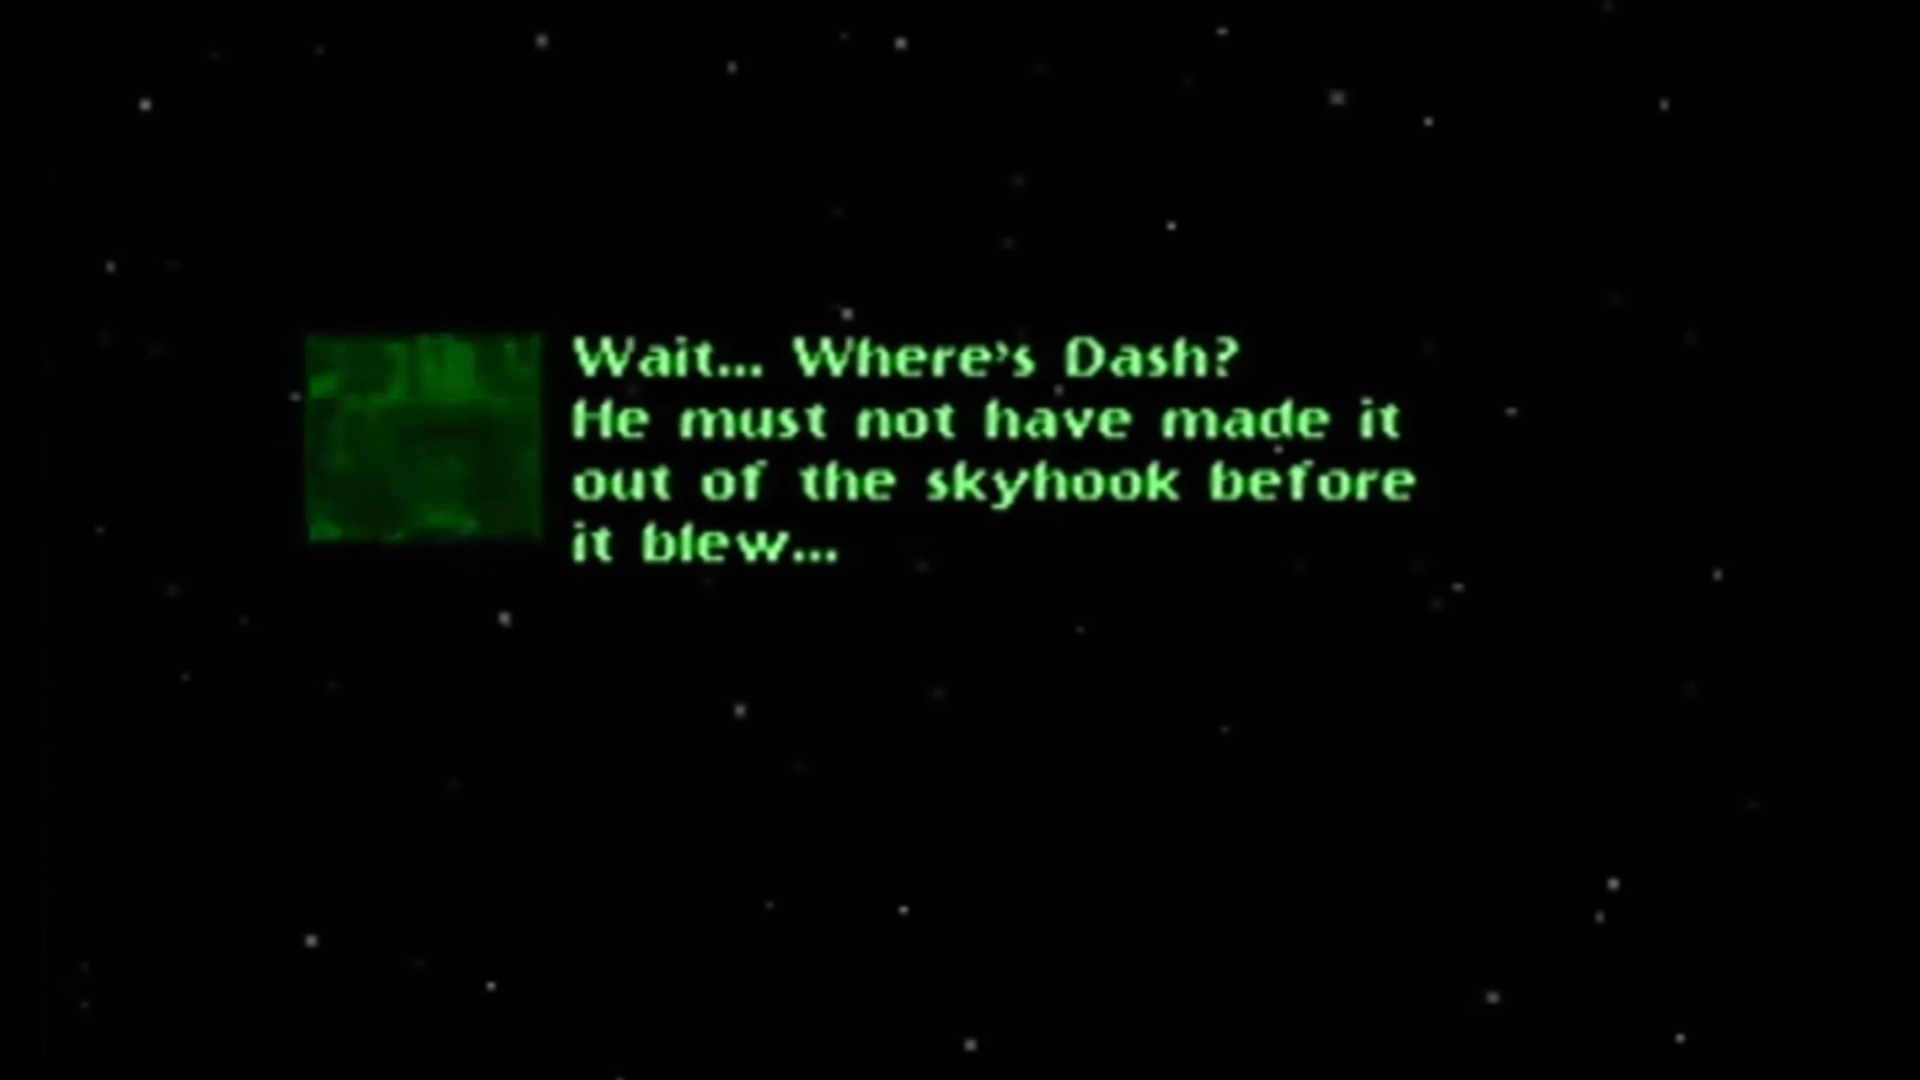 Wait... Where's Dash?
He must not have made it
out of the skyhook before
it blew...